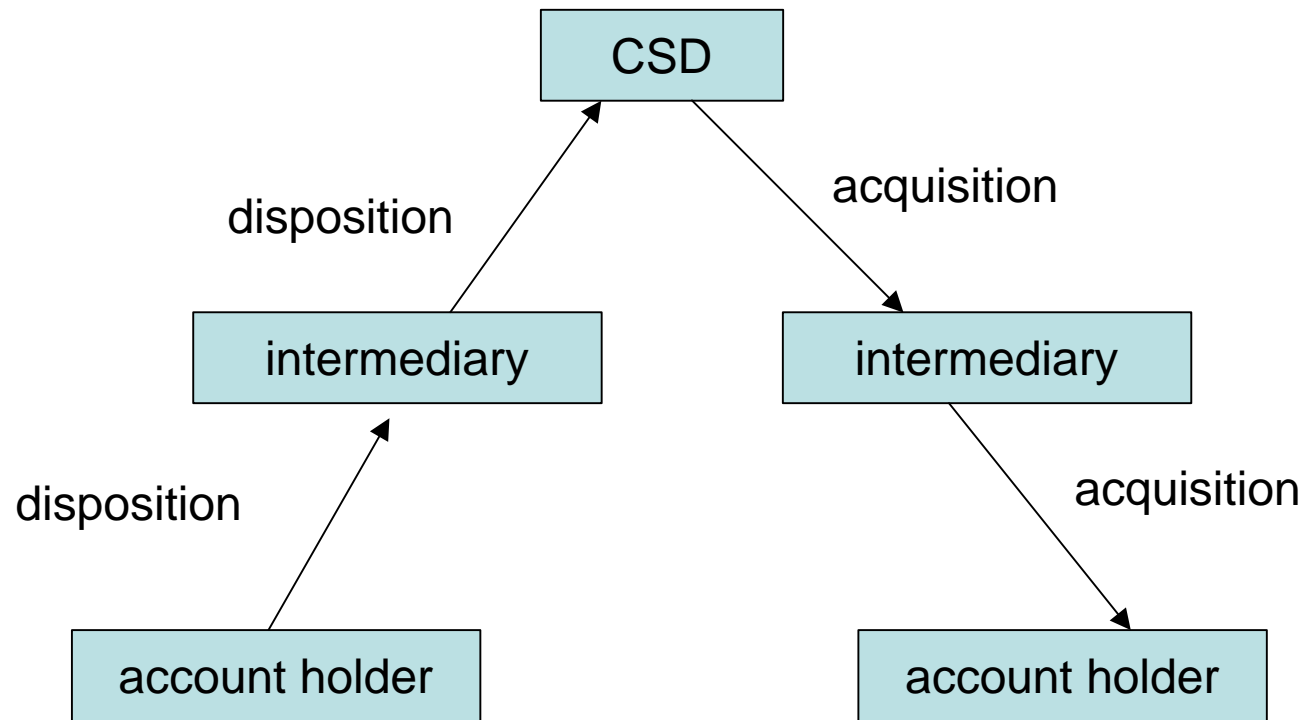 CSD
acquisition
disposition
intermediary
intermediary
acquisition
disposition
account holder
account holder